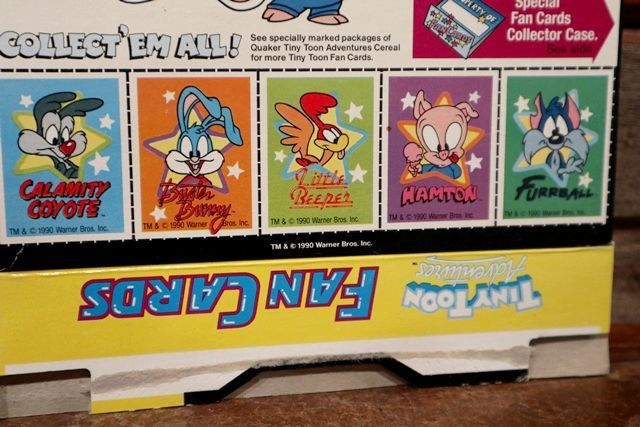 COLLECT 'EM ALL!
See specially marked packages of
Quaker Tiny Toon Adventures Cereal
for more Tiny Toon Fan Cards.
Special
Fan Cards
Collector Case.
See side
CALAMITY
COYOTE
TM & © 1990 Warner Bros. Inc.
Buster
Bunny
TM & © 1990 Warner Bros. Inc.
Little
Beeper
TM & © 1990 Warner Bros. Inc.
HAMTON
TM & © 1990 Warner Bros. Inc.
FURRBALL
TM & © 1990 Warner Bros. Inc.
TM & © 1990 Warner Bros. Inc.
TINY TOON
Adventures™
FAN CARDS